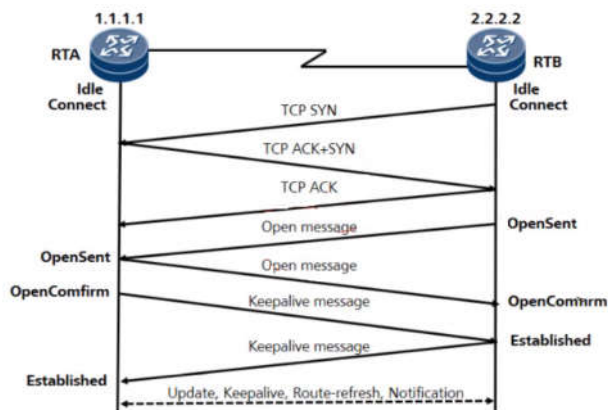 1.1.1.1
2.2.2.2
RTA
RTB
Idle
Connect
Idle
Connect
TCP SYN
TCP ACK+SYN
TCP ACK
Open message
OpenSent
OpenSent
Open message
OpenComfirm
Keepalive message
Established
Keepalive message
Established
Update, Keepalive, Route-refresh, Notification